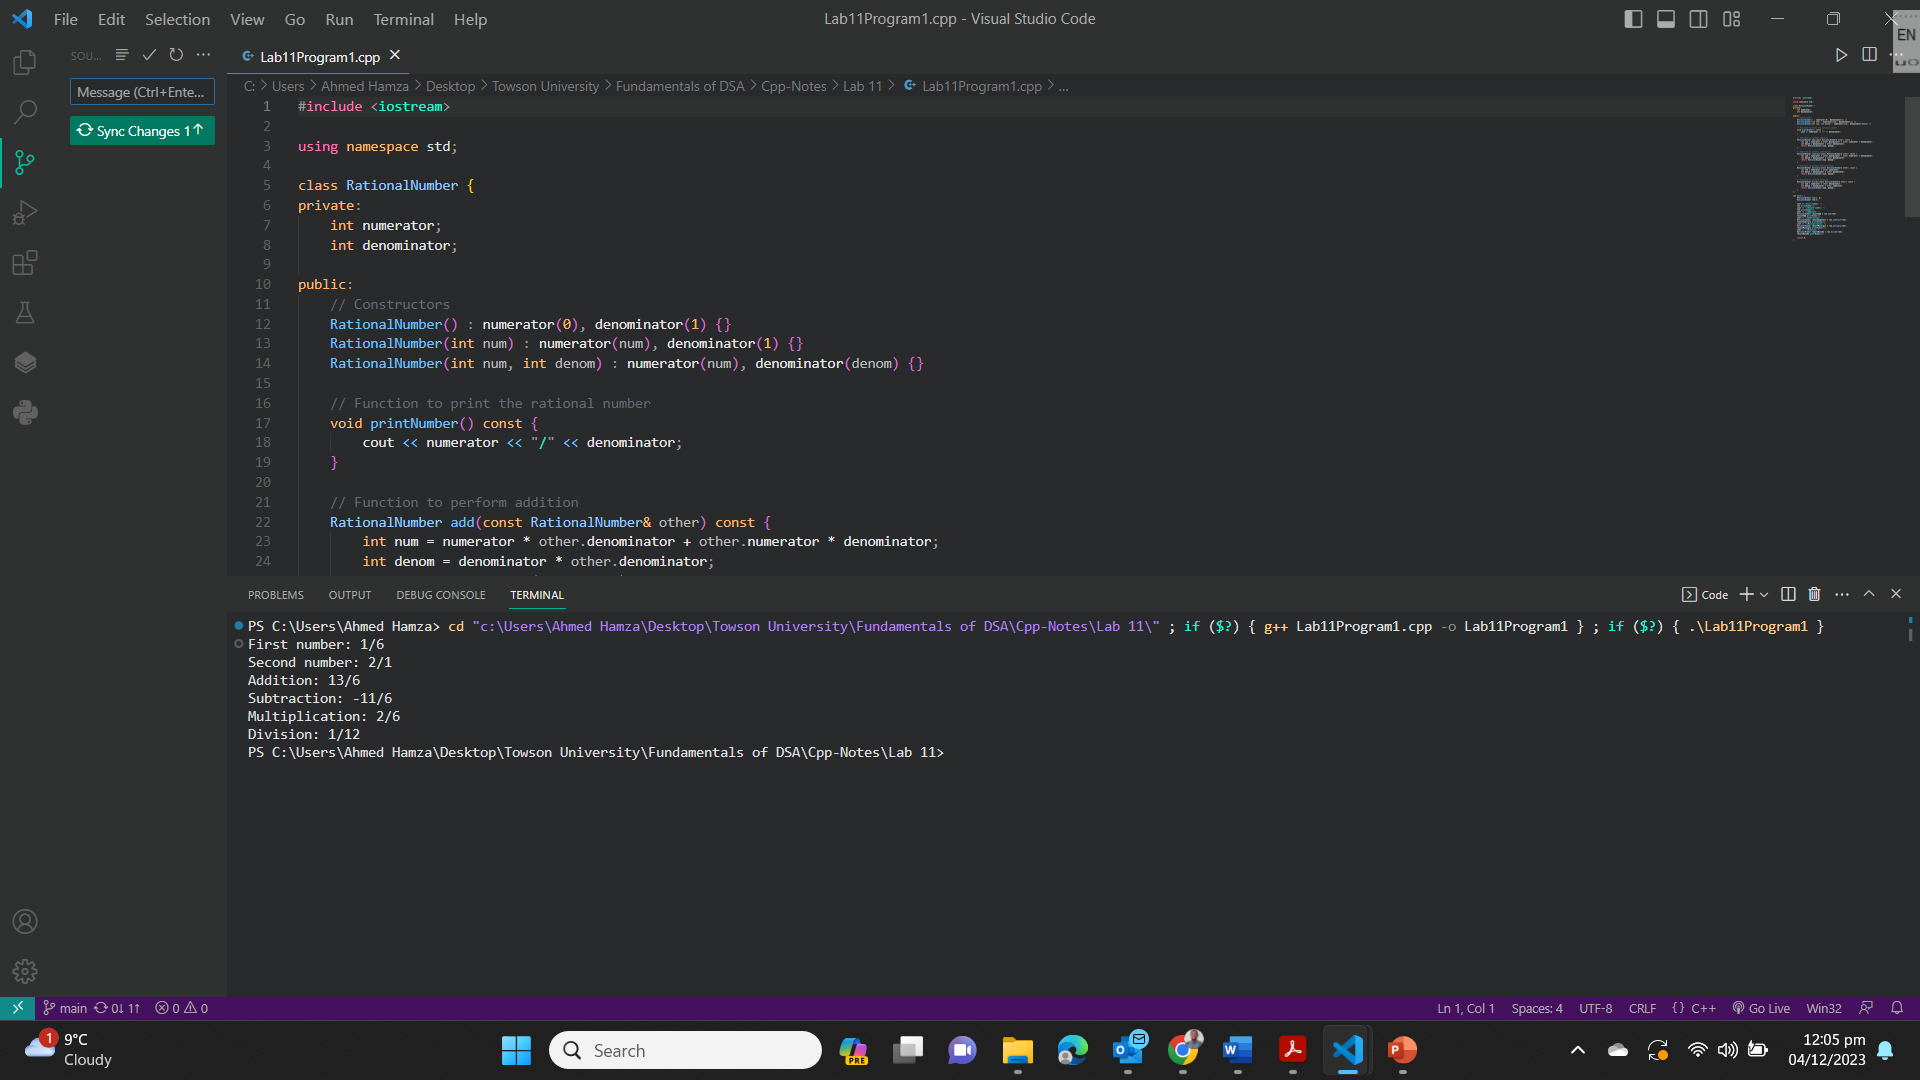 File Edit Selection View Go Run Terminal Help
Lab11Program1.cpp - Visual Studio Code
EN
SOU...
Message (Ctrl+Ente...
Sync Changes 1↑
Lab11Program1.cpp
C: > Users > Ahmed Hamza > Desktop > Towson University > Fundamentals of DSA > Cpp-Notes > Lab 11 > Lab11Program1.cpp > ...
1 #include <iostream>
2
3 using namespace std;
4
5 class RationalNumber {
6 private:
7     int numerator;
8     int denominator;
9
10 public:
11     // Constructors
12     RationalNumber() : numerator(0), denominator(1) {}
13     RationalNumber(int num) : numerator(num), denominator(1) {}
14     RationalNumber(int num, int denom) : numerator(num), denominator(denom) {}
15
16     // Function to print the rational number
17     void printNumber() const {
18         cout << numerator << "/" << denominator;
19     }
20
21     // Function to perform addition
22     RationalNumber add(const RationalNumber& other) const {
23         int num = numerator * other.denominator + other.numerator * denominator;
24         int denom = denominator * other.denominator;
PROBLEMS OUTPUT DEBUG CONSOLE TERMINAL
Code
PS C:\Users\Ahmed Hamza> cd "c:\Users\Ahmed Hamza\Desktop\Towson University\Fundamentals of DSA\Cpp-Notes\Lab 11\" ; if ($?) { g++ Lab11Program1.cpp -o Lab11Program1 } ; if ($?) { .\Lab11Program1 }
First number: 1/6
Second number: 2/1
Addition: 13/6
Subtraction: -11/6
Multiplication: 2/6
Division: 1/12
PS C:\Users\Ahmed Hamza\Desktop\Towson University\Fundamentals of DSA\Cpp-Notes\Lab 11>
main 0↓ 1↑ 0 0
Ln 1, Col 1 Spaces: 4 UTF-8 CRLF {} C++ Go Live Win32
1
9°C
Cloudy
Search
PRE
12:05 pm
04/12/2023